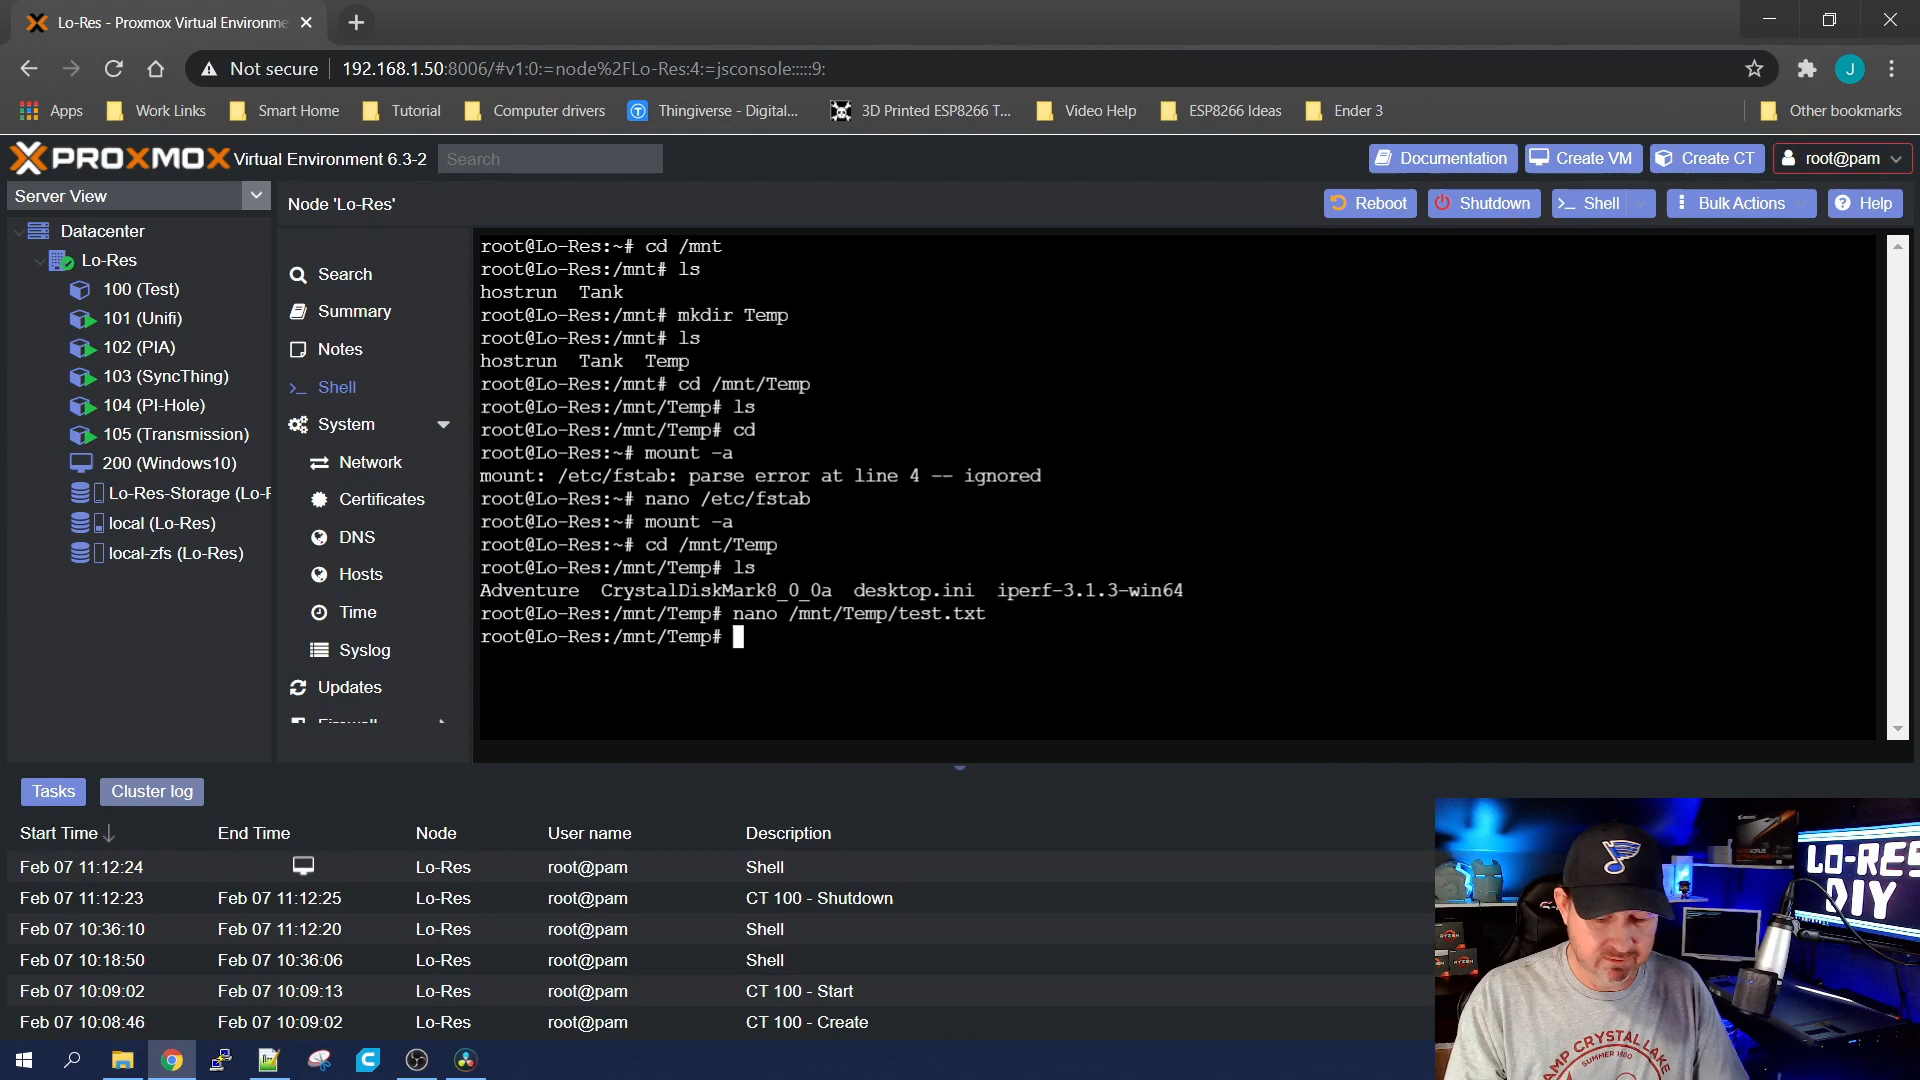 Lo-Res - Proxmox Virtual Environme
Not secure 192.168.1.50:8006/#v1:0:=node%2FLo-Res:4:=jsconsole:::::9:
J
Apps Work Links Smart Home Tutorial Computer drivers Thingiverse - Digital... 3D Printed ESP8266 T... Video Help ESP8266 Ideas Ender 3 Other bookmarks
PROXMOX Virtual Environment 6.3-2 Search Documentation Create VM Create CT root@pam
Server View
Node 'Lo-Res' Reboot Shutdown >_ Shell Bulk Actions Help
Datacenter
Lo-Res
100 (Test)
101 (Unifi)
102 (PIA)
103 (SyncThing)
104 (PI-Hole)
105 (Transmission)
200 (Windows10)
Lo-Res-Storage (Lo-R
local (Lo-Res)
local-zfs (Lo-Res)
Search
Summary
Notes
>_ Shell
System
Network
Certificates
DNS
Hosts
Time
Syslog
Updates
Firewall
root@Lo-Res:~# cd /mnt
root@Lo-Res:/mnt# ls
hostrun  Tank
root@Lo-Res:/mnt# mkdir Temp
root@Lo-Res:/mnt# ls
hostrun  Tank  Temp
root@Lo-Res:/mnt# cd /mnt/Temp
root@Lo-Res:/mnt/Temp# ls
root@Lo-Res:/mnt/Temp# cd
root@Lo-Res:~# mount -a
mount: /etc/fstab: parse error at line 4 -- ignored
root@Lo-Res:~# nano /etc/fstab
root@Lo-Res:~# mount -a
root@Lo-Res:~# cd /mnt/Temp
root@Lo-Res:/mnt/Temp# ls
Adventure  CrystalDiskMark8_0_0a  desktop.ini  iperf-3.1.3-win64
root@Lo-Res:/mnt/Temp# nano /mnt/Temp/test.txt
root@Lo-Res:/mnt/Temp#
Tasks Cluster log
Start Time End Time Node User name Description
Feb 07 11:12:24 Lo-Res root@pam Shell
Feb 07 11:12:23 Feb 07 11:12:25 Lo-Res root@pam CT 100 - Shutdown
Feb 07 10:36:10 Feb 07 11:12:20 Lo-Res root@pam Shell
Feb 07 10:18:50 Feb 07 10:36:06 Lo-Res root@pam Shell
Feb 07 10:09:02 Feb 07 10:09:13 Lo-Res root@pam CT 100 - Start
Feb 07 10:08:46 Feb 07 10:09:02 Lo-Res root@pam CT 100 - Create
LO-RES
DIY
RYZEN
RYZEN
AMP CRYSTAL LAKE
SUMMER 1980